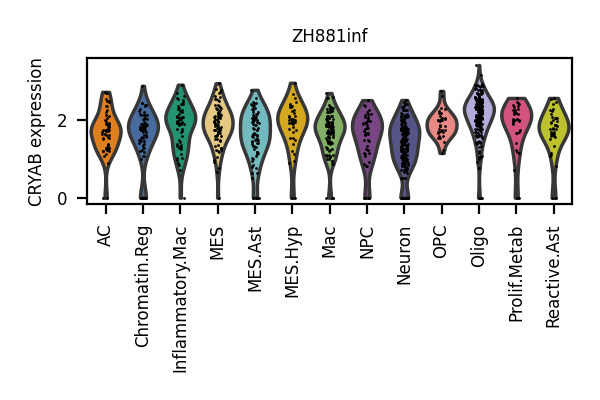 ZH881inf
CRYAB expression
2
0
AC
Chromatin.Reg
Inflammatory.Mac
MES
MES.Ast
MES.Hyp
Mac
NPC
Neuron
OPC
Oligo
Prolif.Metab
Reactive.Ast